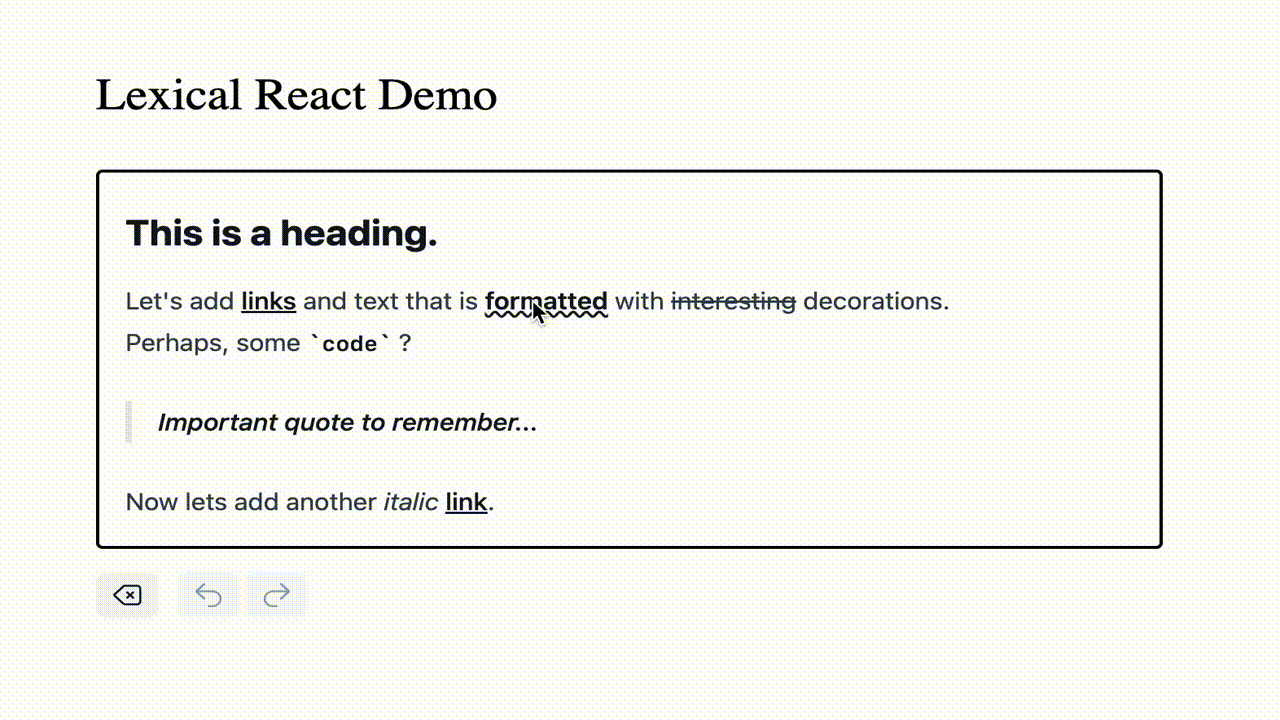 Lexical React Demo
This is a heading.
Let's add links and text that is formatted with interesting decorations.
Perhaps, some `code` ?
Important quote to remember...
Now lets add another italic link.